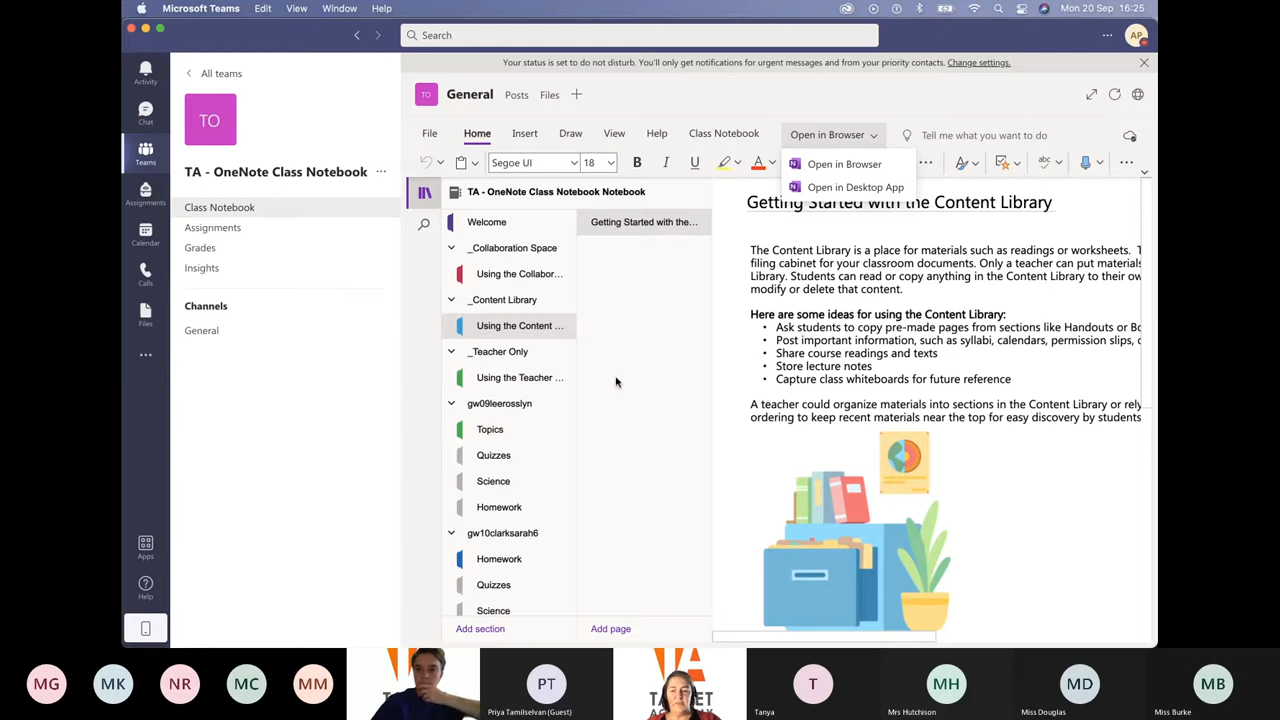 Microsoft Teams Edit View Window Help
Mon 20 Sep 16:25
Search
AP
Your status is set to do not disturb. You'll only get notifications for urgent messages and from your priority contacts. Change settings.
Activity
Chat
Teams
Assignments
Calendar
Calls
Files
Apps
Help
All teams
TO
TA - OneNote Class Notebook
Class Notebook
Assignments
Grades
Insights
Channels
General
TO General Posts Files
File Home Insert Draw View Help Class Notebook Open in Browser Tell me what you want to do
Segoe UI 18 B I U A abc
Open in Browser
Open in Desktop App
TA - OneNote Class Notebook Notebook
Welcome
_Collaboration Space
Using the Collabor...
_Content Library
Using the Content ...
_Teacher Only
Using the Teacher ...
gw09leerosslyn
Topics
Quizzes
Science
Homework
gw10clarksarah6
Homework
Quizzes
Science
Add section
Getting Started with the...
Add page
Getting Started with the Content Library
The Content Library is a place for materials such as readings or worksheets.
filing cabinet for your classroom documents. Only a teacher can put materials
Library. Students can read or copy anything in the Content Library to their
modify or delete that content.
Here are some ideas for using the Content Library:
• Ask students to copy pre-made pages from sections like Handouts or
• Post important information, such as syllabi, calendars, permission slips,
• Share course readings and texts
• Store lecture notes
• Capture class whiteboards for future reference
A teacher could organize materials into sections in the Content Library or rely
ordering to keep recent materials near the top for easy discovery by students
MG MK NR MC MM PT T MH MD MB
Priya Tamilselvan (Guest) Tanya Mrs Hutchison Miss Douglas Miss Burke